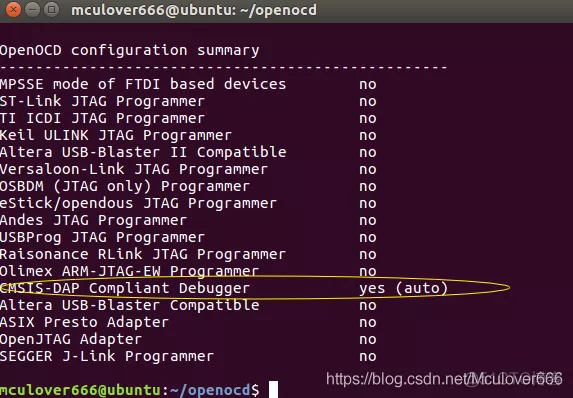 mculover666@ubuntu: ~/openocd
OpenOCD configuration summary
--------------------------------------------------
MPSSE mode of FTDI based devices        no
ST-Link JTAG Programmer                 no
TI ICDI JTAG Programmer                 no
Keil ULINK JTAG Programmer              no
Altera USB-Blaster II Compatible        no
Versaloon-Link JTAG Programmer          no
OSBDM (JTAG only) Programmer            no
eStick/opendous JTAG Programmer         no
Andes JTAG Programmer                   no
USBProg JTAG Programmer                 no
Raisonance RLink JTAG Programmer        no
Olimex ARM-JTAG-EW Programmer           no
CMSIS-DAP Compliant Debugger            yes (auto)
Altera USB-Blaster Compatible           no
ASIX Presto Adapter                     no
OpenJTAG Adapter                        no
SEGGER J-Link Programmer                no
mculover666@ubuntu:~/openocd$
https://blog.csdn.net/Mculover666